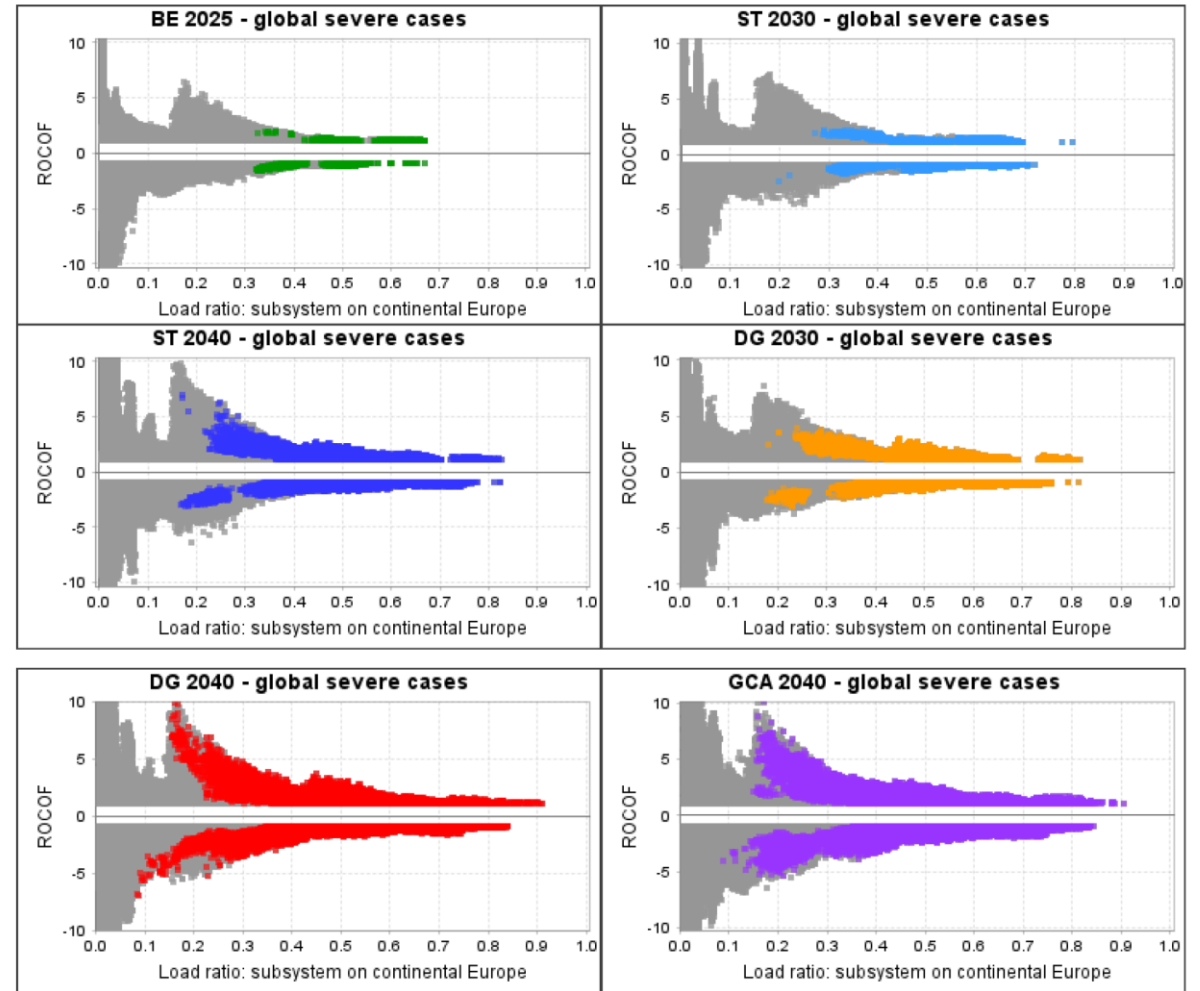 BE 2025 - global severe cases
10
5
0
-5
-10
ROCOF
0.0 0.1 0.2 0.3 0.4 0.5 0.6 0.7 0.8 0.9 1.0
Load ratio: subsystem on continental Europe
ST 2030 - global severe cases
10
5
0
-5
-10
ROCOF
0.0 0.1 0.2 0.3 0.4 0.5 0.6 0.7 0.8 0.9 1.0
Load ratio: subsystem on continental Europe
ST 2040 - global severe cases
10
5
0
-5
-10
ROCOF
0.0 0.1 0.2 0.3 0.4 0.5 0.6 0.7 0.8 0.9 1.0
Load ratio: subsystem on continental Europe
DG 2030 - global severe cases
10
5
0
-5
-10
ROCOF
0.0 0.1 0.2 0.3 0.4 0.5 0.6 0.7 0.8 0.9 1.0
Load ratio: subsystem on continental Europe
DG 2040 - global severe cases
10
5
0
-5
-10
ROCOF
0.0 0.1 0.2 0.3 0.4 0.5 0.6 0.7 0.8 0.9 1.0
Load ratio: subsystem on continental Europe
GCA 2040 - global severe cases
10
5
0
-5
-10
ROCOF
0.0 0.1 0.2 0.3 0.4 0.5 0.6 0.7 0.8 0.9 1.0
Load ratio: subsystem on continental Europe